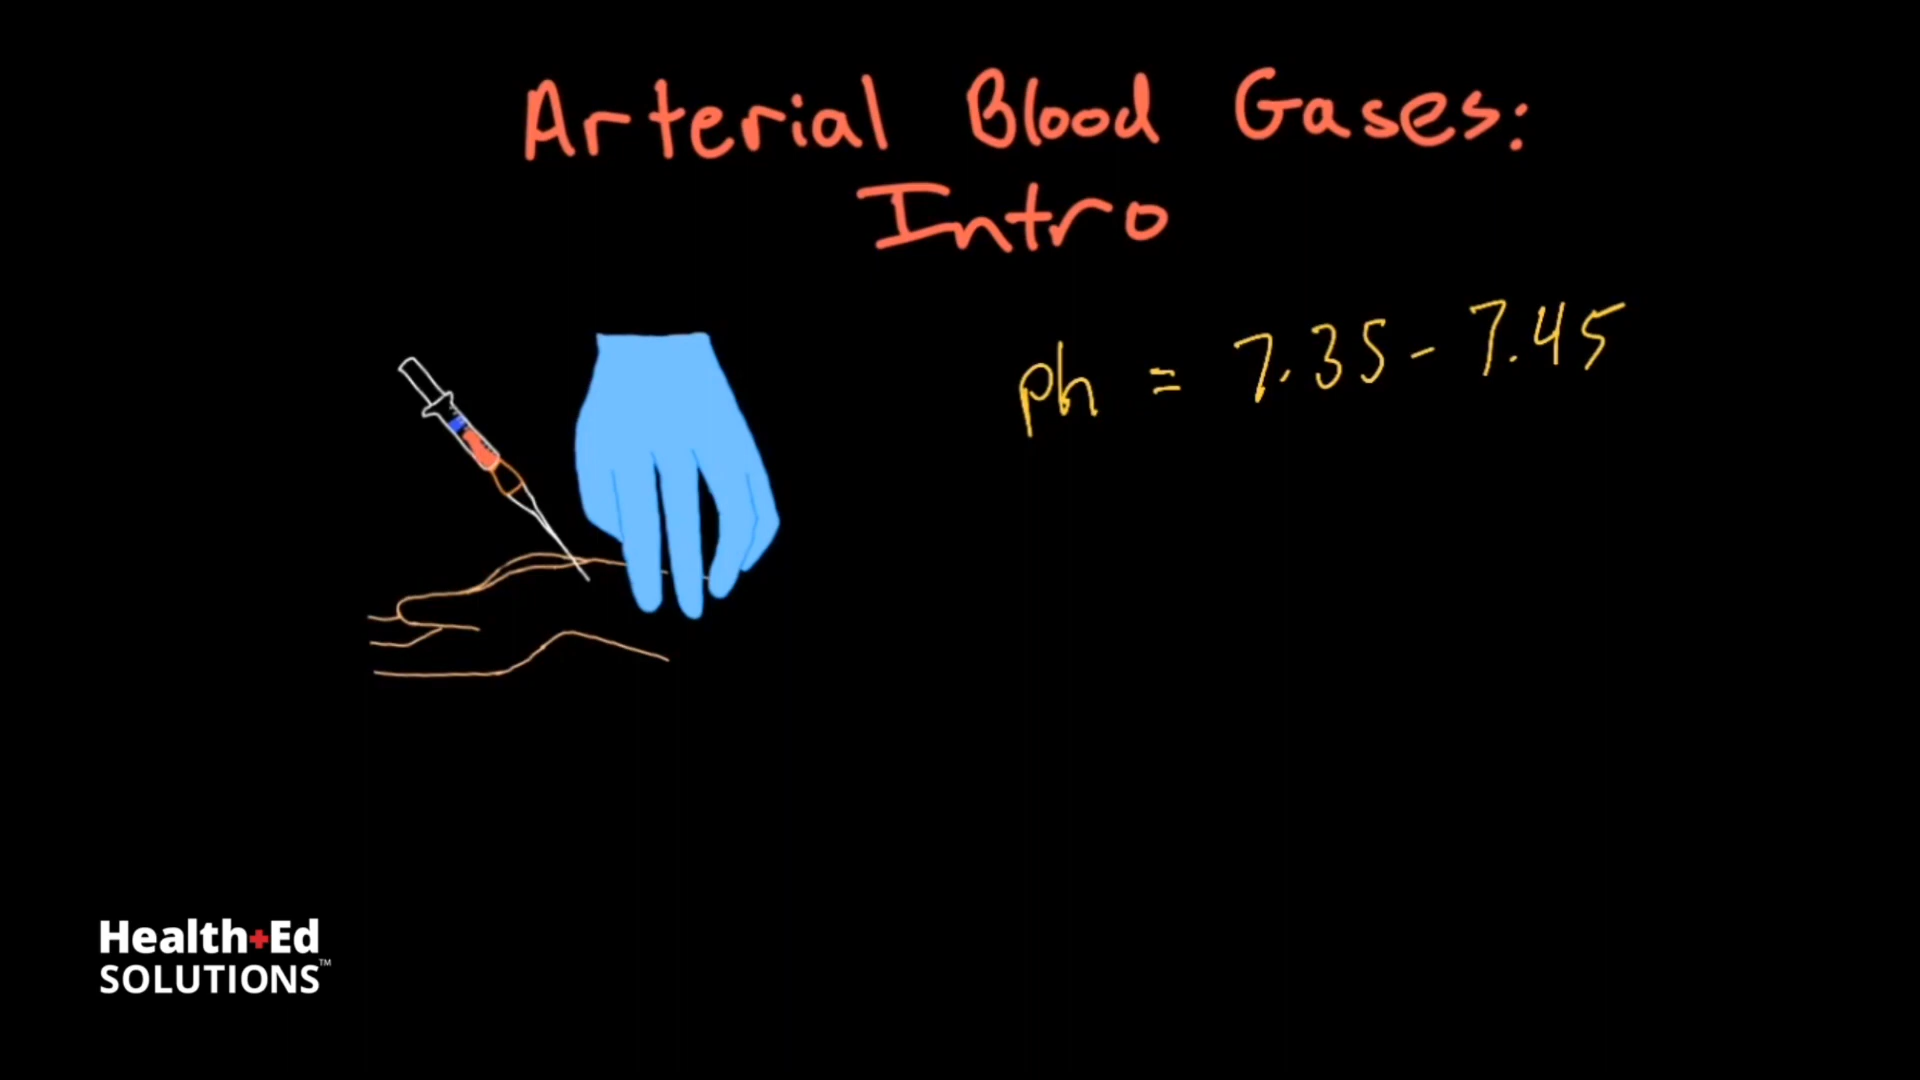 Arterial Blood Gases:
Intro
ph = 7.35 - 7.45
Health+Ed
SOLUTIONS™